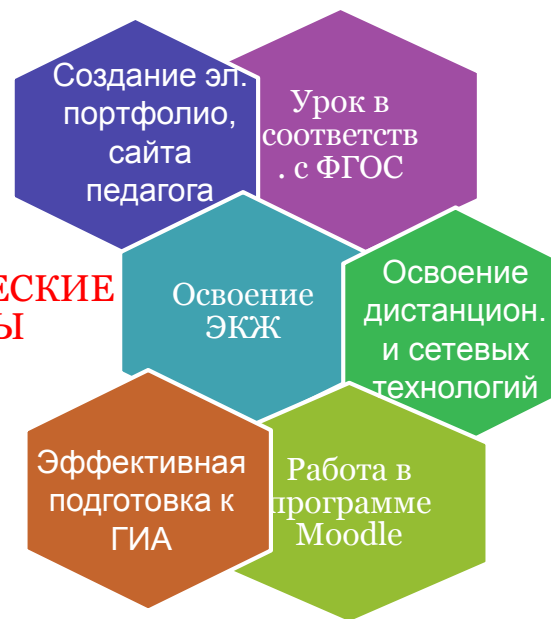 Создание эл.
портфолио,
сайта
педагога
Урок в
соответств
. с ФГОС
ЕСКИЕ
Ы
Освоение
ЭКЖ
Освоение
дистанцион.
и сетевых
технологий
Эффективная
подготовка к
ГИА
Работа в
программе
Moodle